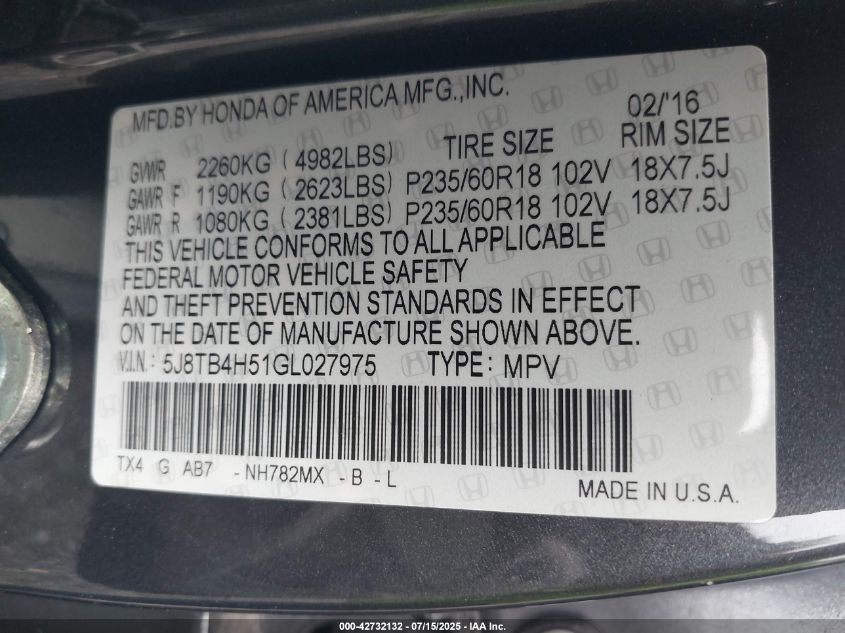 MFD.BY HONDA OF AMERICA MFG.,INC. 02/'16
TIRE SIZE RIM SIZE
GVWR 2260KG ( 4982LBS)
GAWR F 1190KG ( 2623LBS) P235/60R18 102V 18X7.5J
GAWR R 1080KG ( 2381LBS) P235/60R18 102V 18X7.5J
THIS VEHICLE CONFORMS TO ALL APPLICABLE
FEDERAL MOTOR VEHICLE SAFETY
AND THEFT PREVENTION STANDARDS IN EFFECT
ON THE DATE OF MANUFACTURE SHOWN ABOVE.
V.I.N.: 5J8TB4H51GL027975 TYPE: MPV
TX4 G AB7 -NH782MX -B -L
MADE IN U.S.A.
000-42732132 - 07/15/2025 - IAA Inc.